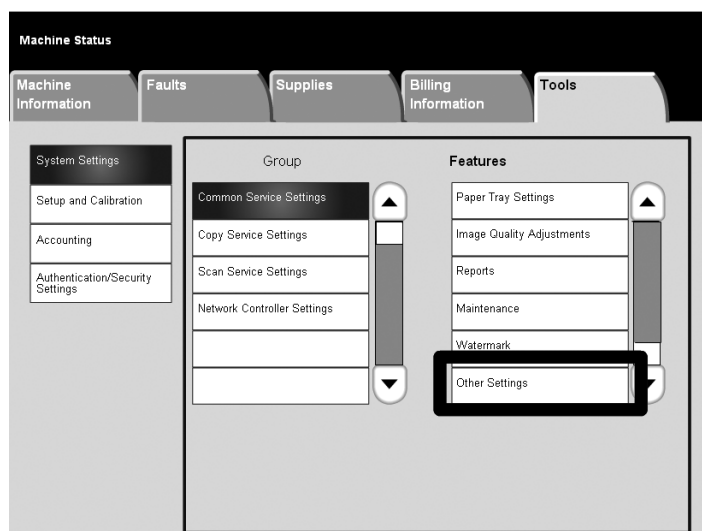 Machine Status
Machine
Information
Faults
Supplies
Billing
Information
Tools
System Settings
Setup and Calibration
Accounting
Authentication/Security
Settings
Group
Common Service Settings
Copy Service Settings
Scan Service Settings
Network Controller Settings
Features
Paper Tray Settings
Image Quality Adjustments
Reports
Maintenance
Watermark
Other Settings